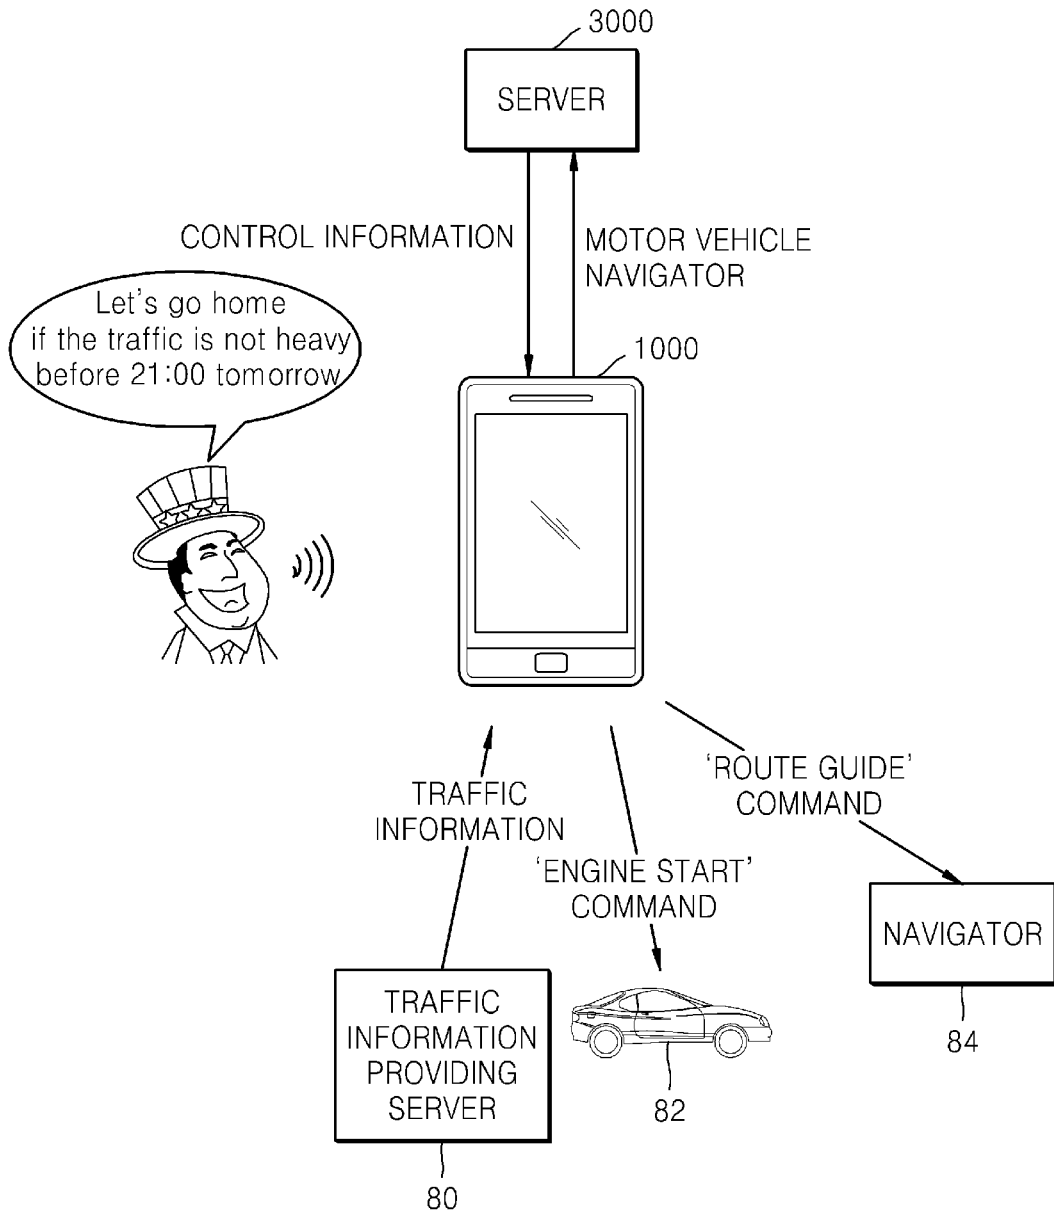 3000
SERVER
CONTROL INFORMATION
MOTOR VEHICLE
NAVIGATOR
Let's go home
if the traffic is not heavy
before 21:00 tomorrow
1000
'ROUTE GUIDE'
COMMAND
TRAFFIC
INFORMATION
'ENGINE START'
COMMAND
NAVIGATOR
84
TRAFFIC
INFORMATION
PROVIDING
SERVER
82
80